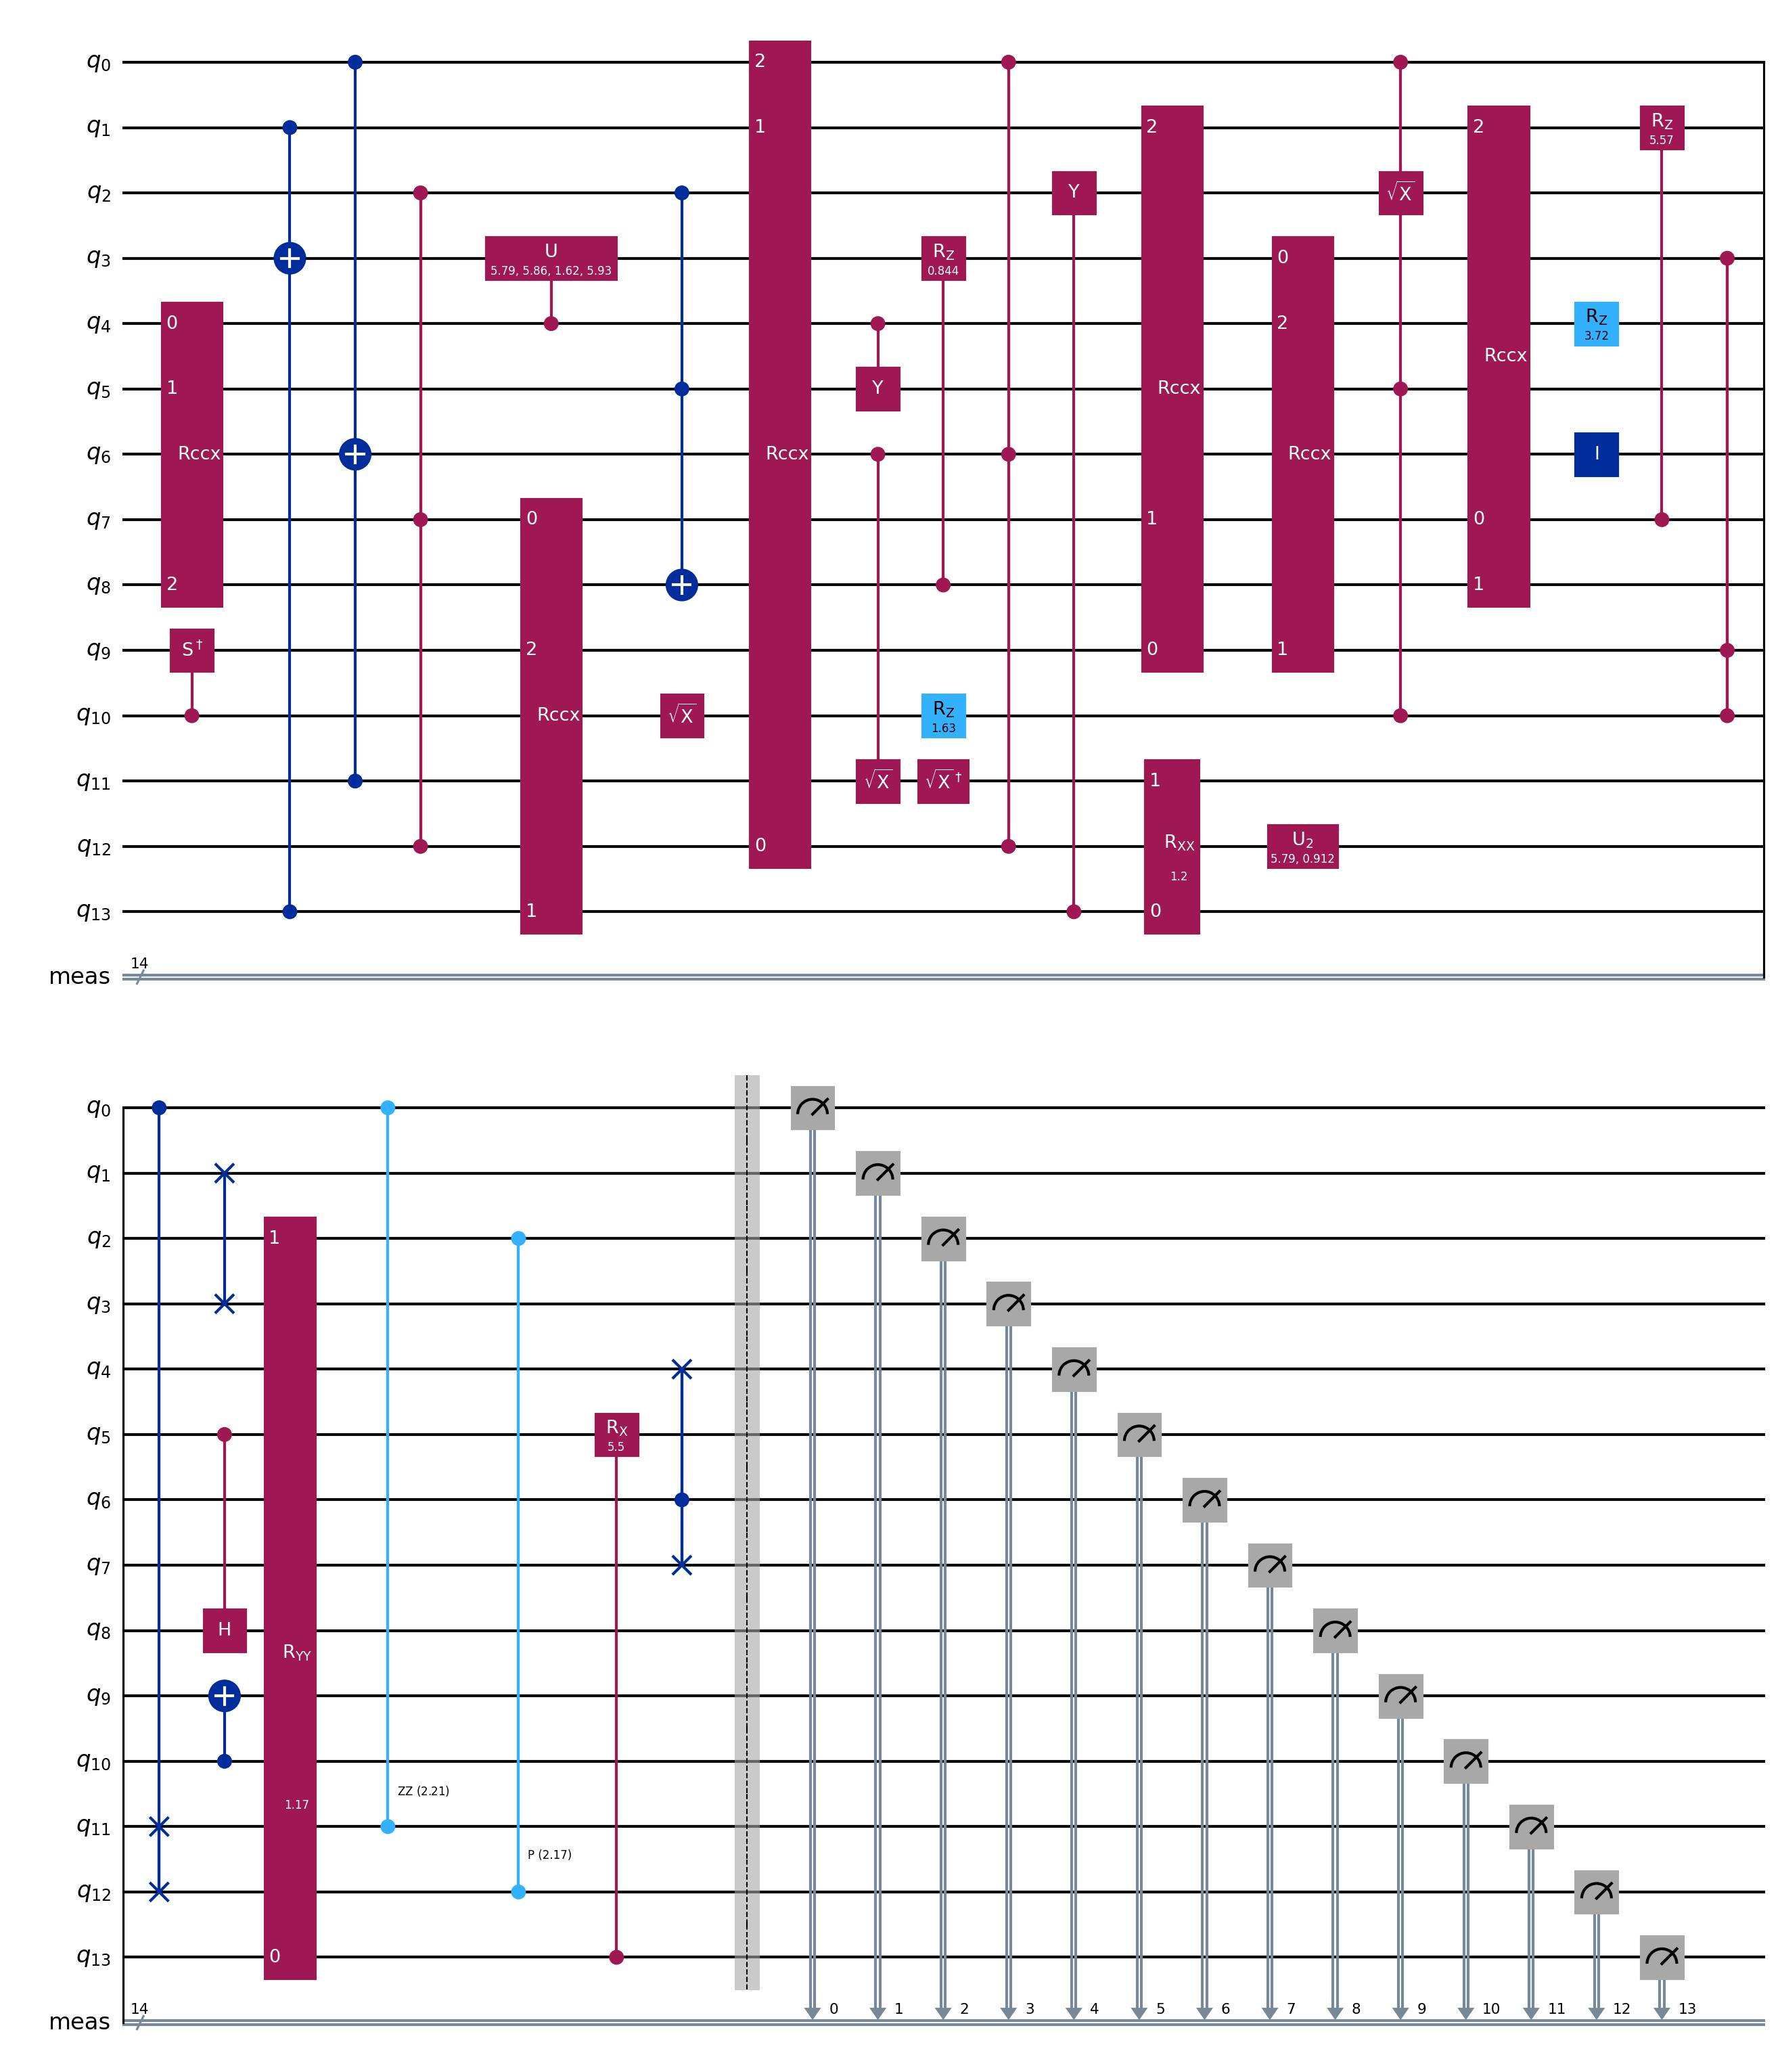 q0 2
q1 1 2 2 RZ 5.57
q2 Y √X
q3 U 5.79, 5.86, 1.62, 5.93 RZ 0.844 0
q4 0 2 RZ 3.72
Rccx
q5 1 Y Rccx
q6 Rccx Rccx Rccx I
q7 0 1 0
q8 2 1
q9 S† 2 0 1
q10 Rccx √X RZ 1.63
q11 √X √X† 1
q12 0 RXX 1.2 U2 5.79, 0.912
q13 1 0
14
meas
q0
q1
q2 1
q3
q4
q5 RX 5.5
q6
q7
q8 H
RYY
q9
q10
ZZ (2.21)
1.17
q11
P (2.17)
q12
q13 0
14 0 1 2 3 4 5 6 7 8 9 10 11 12 13
meas